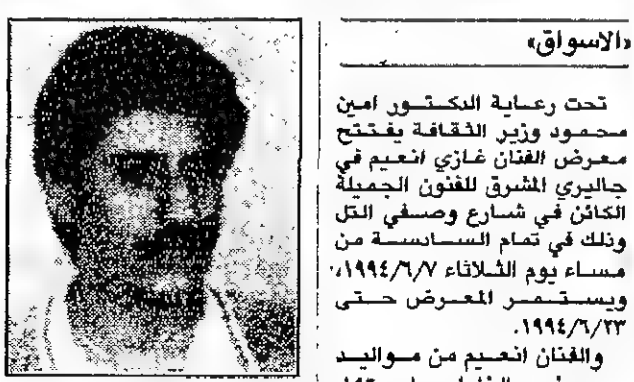 «الاسواق»
تحت رعاية الدكتور امين
محمود وزير الثقافة يفتتح
معرض الفنان غازي انعيم في
جاليري المشرق للفنون الجميلة
الكائن في شارع وصفي التل
وذلك في تمام السادسة من
مساء يوم الثلاثاء ١٩٩٤/٦/٧،
ويستمر المعرض حتى
١٩٩٤/٦/٢٣.
والفنان انعيم من مواليد